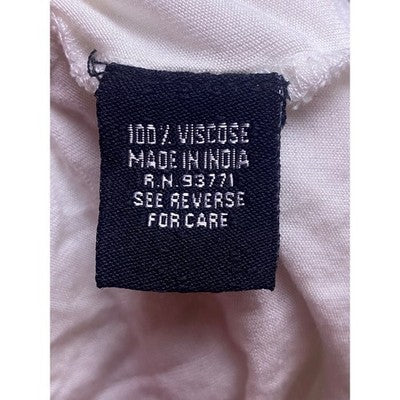 100% VISCOSE
MADE IN INDIA
R.N. 93771
SEE REVERSE
FOR CARE